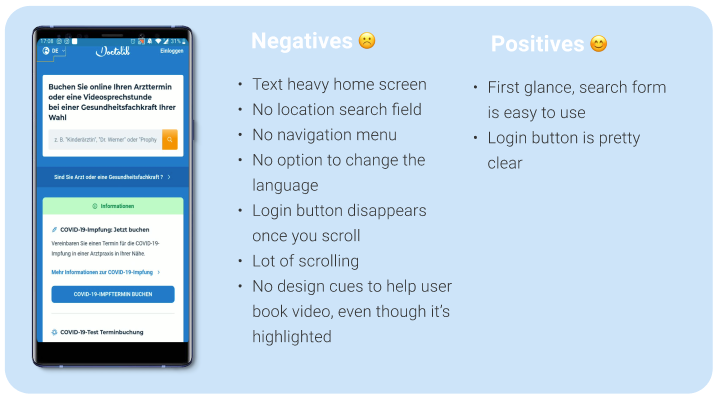 17:08
31%
DE
Doctolib
Einloggen
Buchen Sie online Ihren Arzttermin
oder eine Videosprechstunde
bei einer Gesundheitsfachkraft Ihrer
Wahl
z. B. "Kinderärztin", "Dr. Werner" oder "Prophy
Sind Sie Arzt oder eine Gesundheitsfachkraft ?
Informationen
COVID-19-Impfung: Jetzt buchen
Vereinbaren Sie einen Termin für die COVID-19-
Impfung in einer Arztpraxis in Ihrer Nähe.
Mehr Informationen zur COVID-19-Impfung
COVID-19-IMPFTERMIN BUCHEN
COVID-19-Test Terminbuchung
Negatives ☹️
• Text heavy home screen
• No location search field
• No navigation menu
• No option to change the
language
• Login button disappears
once you scroll
• Lot of scrolling
• No design cues to help user
book video, even though it's
highlighted
Positives 😊
• First glance, search form
is easy to use
• Login button is pretty
clear